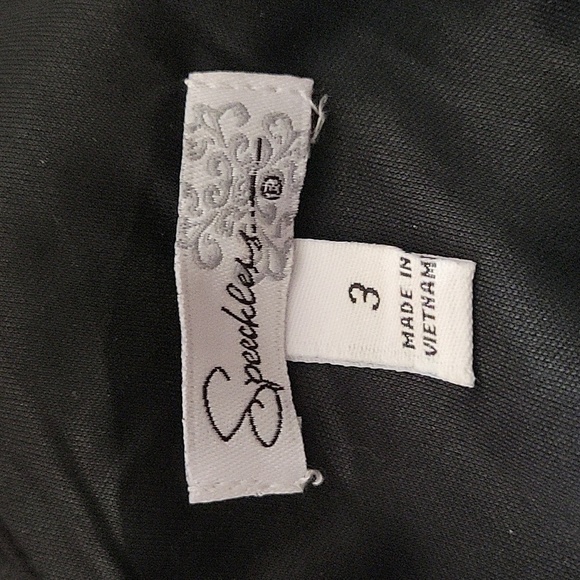 Speechless ®
3
MADE IN
VIETNAM